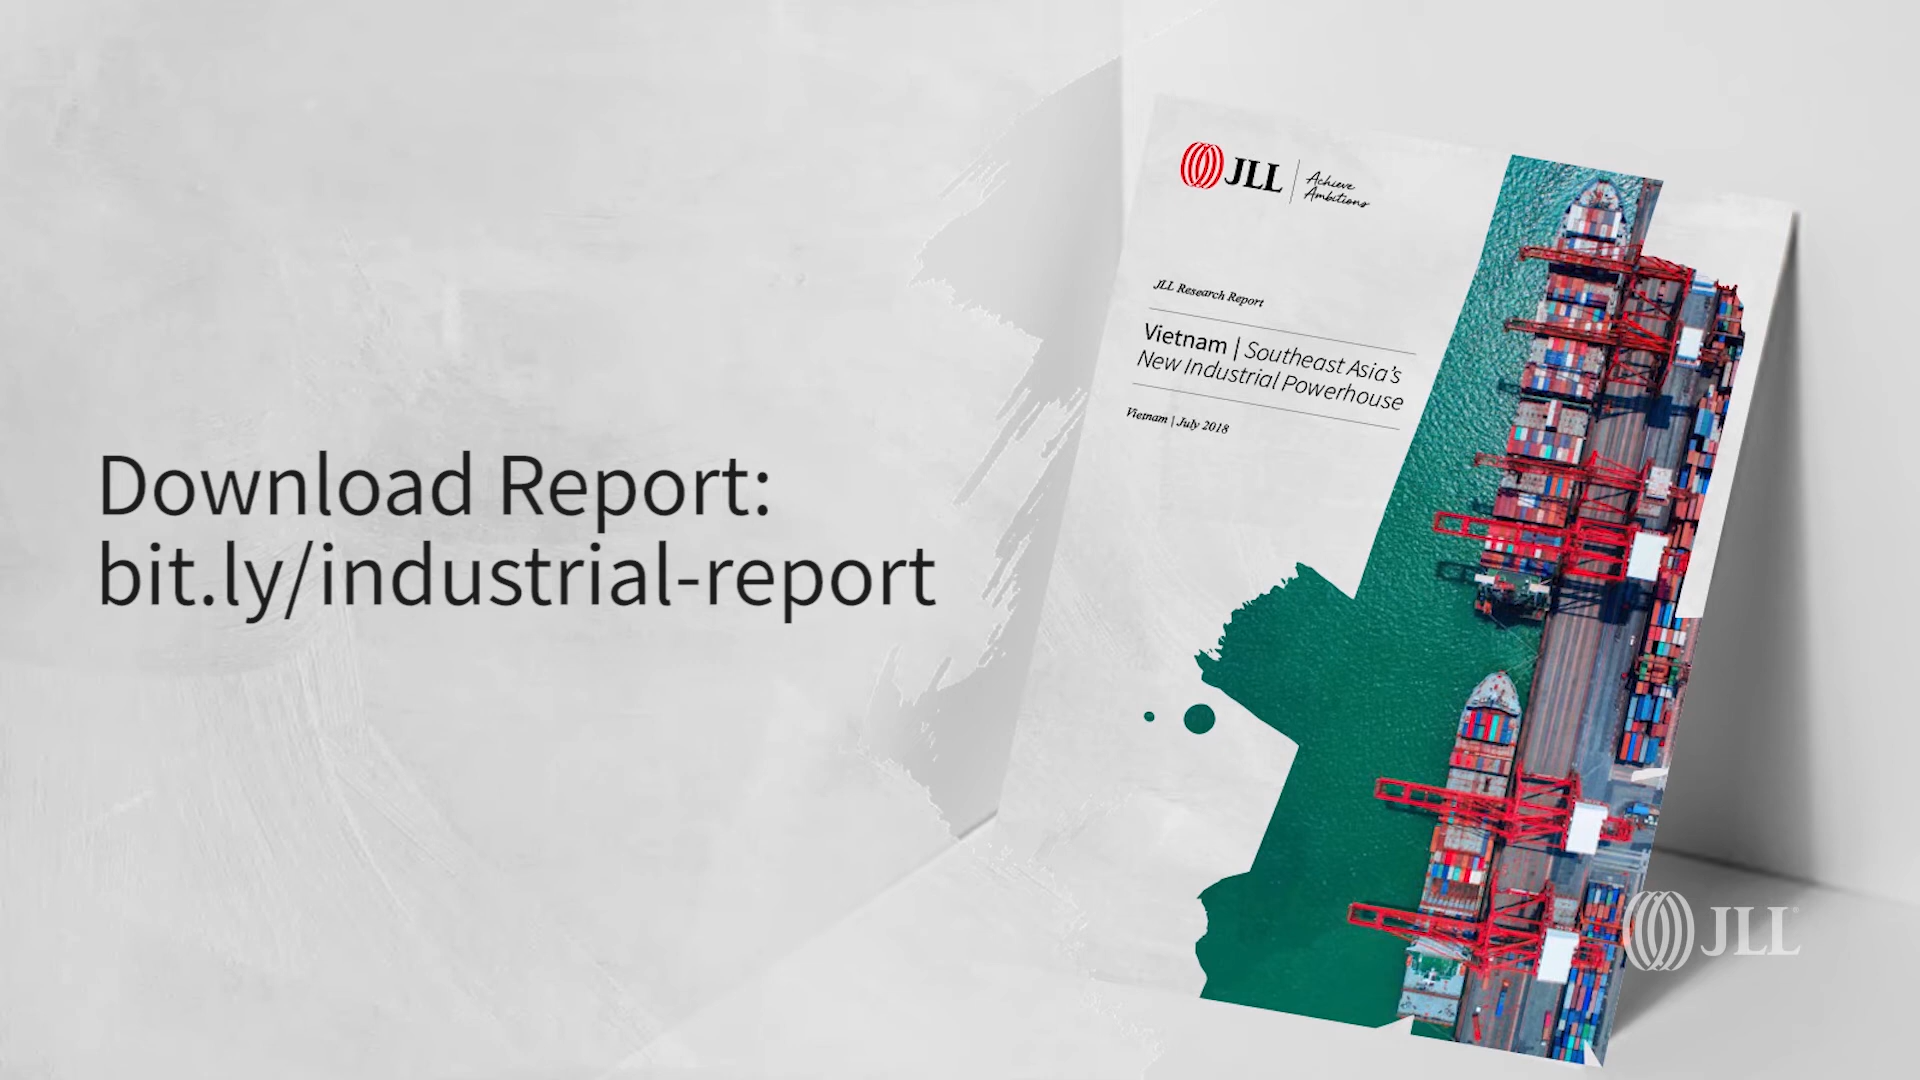 Download Report:
bit.ly/industrial-report
JLL
Achieve
Ambitions
JLL Research Report
Vietnam | Southeast Asia's
New Industrial Powerhouse
Vietnam | July 2018
JLL